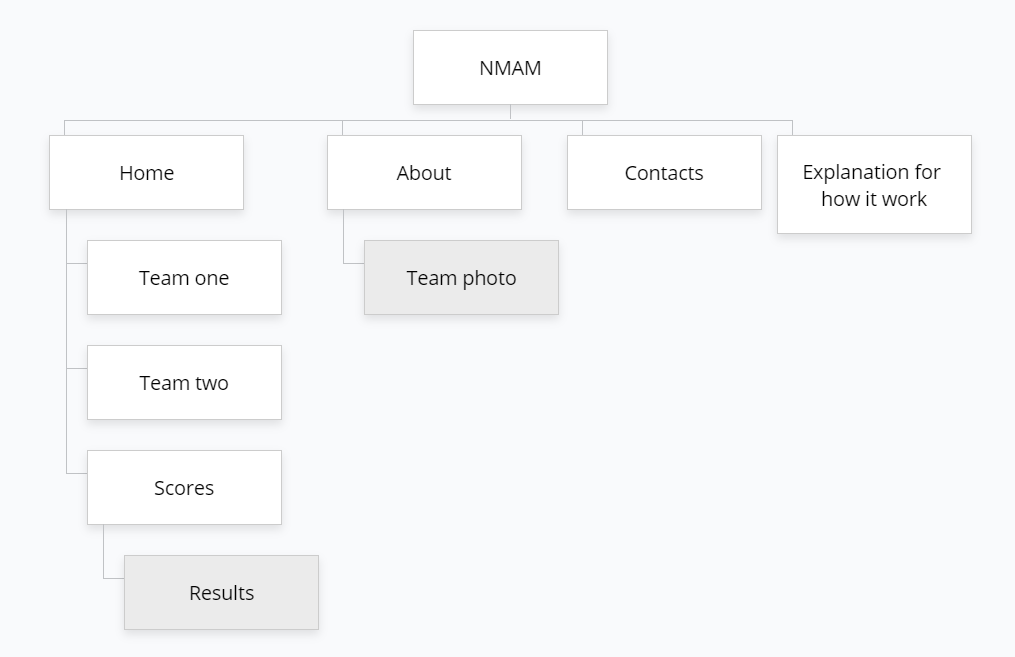 NMAM
Home
About
Contacts
Explanation for
how it work
Team one
Team photo
Team two
Scores
Results